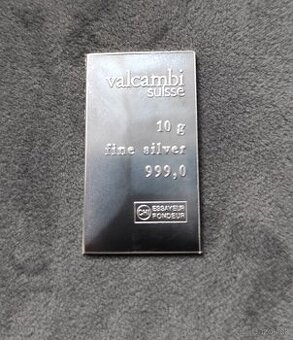 valcambi
suisse
10 g
fine silver
999,0
ESSAYEUR
FONDEUR